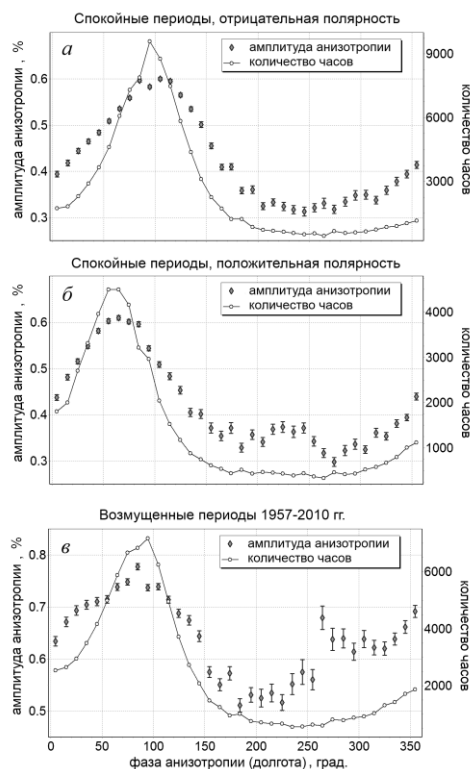 Спокойные периоды, отрицательная полярность
а
амплитуда анизотропии
количество часов
амплитуда анизотропии , %
0.6
0.5
0.4
0.3
9000
6000
3000
количество часов
Спокойные периоды, положительная полярность
б
амплитуда анизотропии
количество часов
амплитуда анизотропии , %
0.6
0.5
0.4
0.3
4000
3000
2000
1000
количество часов
Возмущенные периоды 1957-2010 гг.
в
амплитуда анизотропии
количество часов
амплитуда анизотропии , %
0.8
0.7
0.6
0.5
6000
4000
2000
количество часов
0 50 100 150 200 250 300 350
фаза анизотропии (долгота) , град.